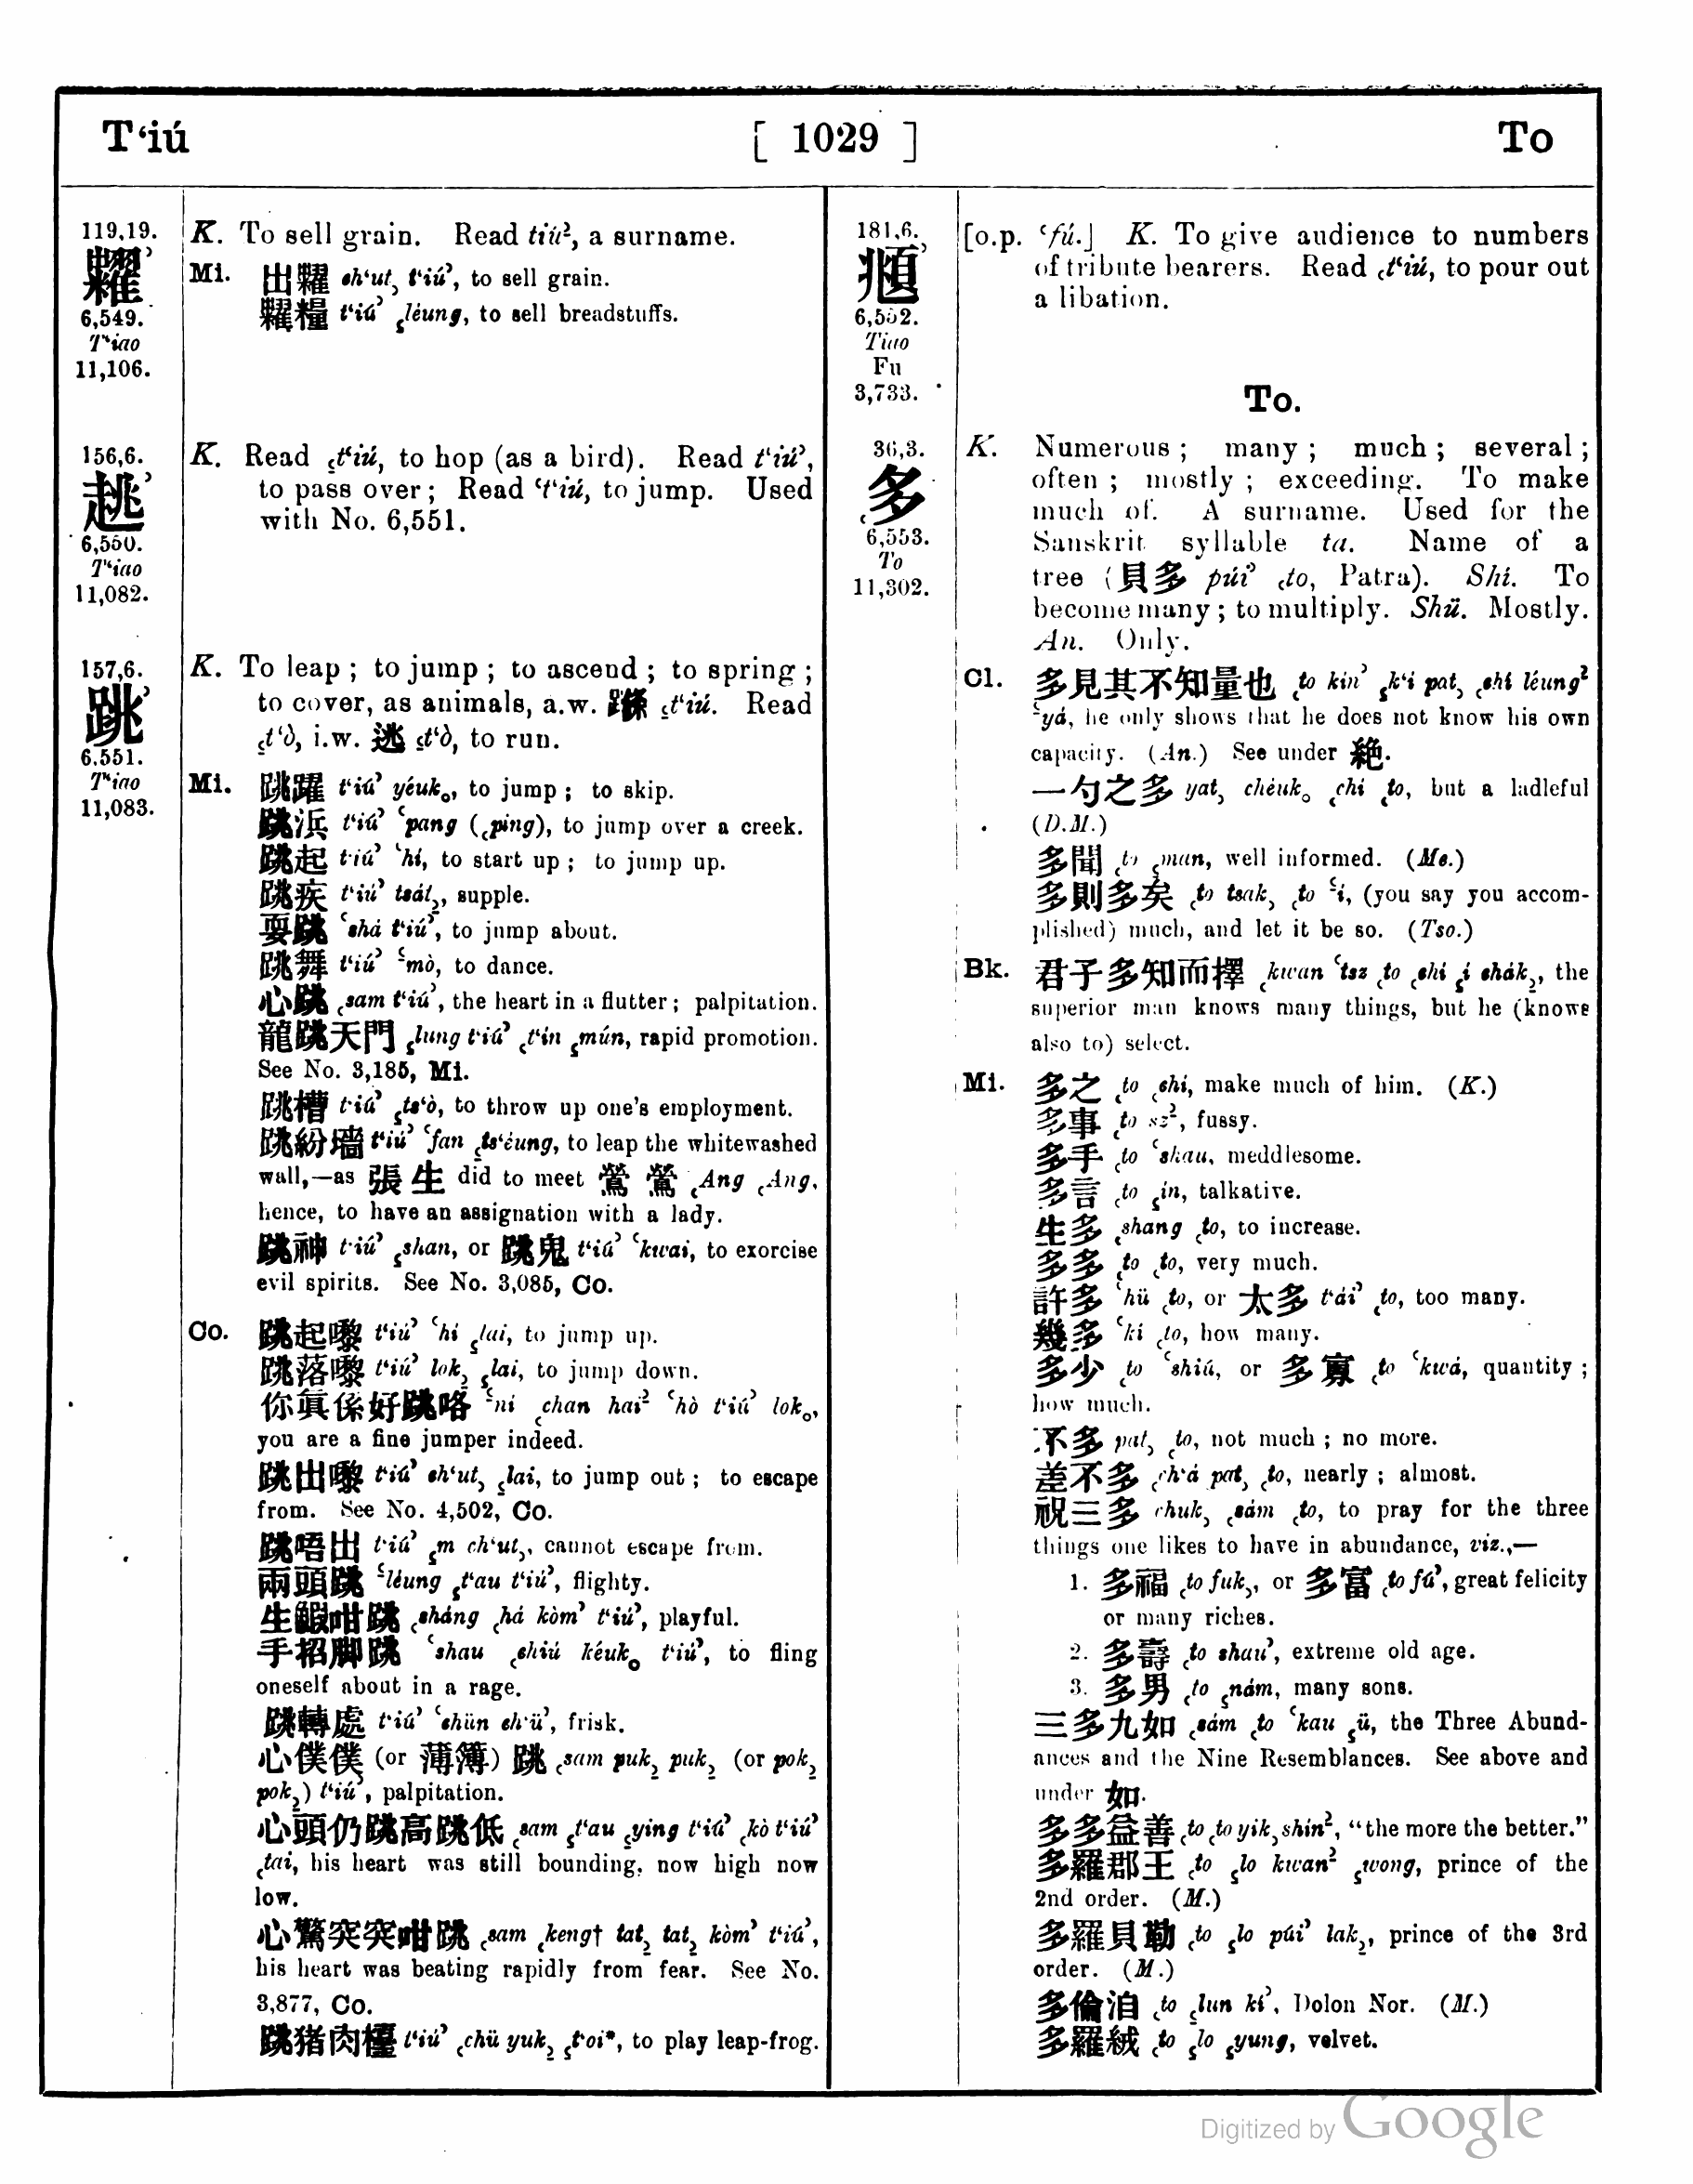 T‘iú [ 1029 ] To
119,19.
糶
6,549.
T‘iao
11,106.
K. To sell grain. Read tiú², a surname.
Mi. 出糶 ch‘ut˒ t‘iú˒, to sell grain.
糶糧 t‘iú˒ ˛léung, to sell breadstuffs.
156,6.
趒
6,550.
T‘iao
11,082.
K. Read ˛t‘iú, to hop (as a bird). Read t‘iú˒,
to pass over; Read ‘t‘iú, to jump. Used
with No. 6,551.
157,6.
跳
6,551.
T‘iao
11,083.
K. To leap; to jump; to ascend; to spring;
to cover, as animals, a.w. ˛t‘iú. Read
˛t‘ò, i.w. 逃 ˛t‘ò, to run.
Mi. 跳躍 t‘iú˒ yéuk₀, to jump; to skip.
跳浜 t‘iú˒ ‘pang (˛ping), to jump over a creek.
跳起 t‘iú˒ ‘hí, to start up; to jump up.
跳疾 t‘iú˒ tsát˒, supple.
耍跳 ‘shá t‘iú˒, to jump about.
跳舞 t‘iú˒ ‘mò, to dance.
心跳 ˛sam t‘iú˒, the heart in a flutter; palpitation.
龍跳天門 ˛lung t‘iú˒ ˛t‘ín ˛mún, rapid promotion.
See No. 3,185, Mi.
跳槽 t‘iú˒ ˛ts‘ò, to throw up one's employment.
跳紛墻 t‘iú˒ ‘fan ˛ts‘éung, to leap the whitewashed
wall,—as 張生 did to meet 鶯鶯 ˛Ang ˛Ang,
hence, to have an assignation with a lady.
跳神 t‘iú˒ ˛shan, or 跳鬼 t‘iú˒ ‘kwai, to exorcise
evil spirits. See No. 3,085, Co.
Co. 跳起嚟 t‘iú˒ ‘hí ˛lai, to jump up.
跳落嚟 t‘iú˒ lok˒ ˛lai, to jump down.
你眞係好跳咯 ‘ní ˛chan hai² ‘hò t‘iú˒ lok₀,
you are a fine jumper indeed.
跳出嚟 t‘iú˒ ch‘ut˒ ˛lai, to jump out; to escape
from. See No. 4,502, Co.
跳唔出 t‘iú˒ ˛m ch‘ut˒, cannot escape from.
兩頭跳 ‘léung ˛t‘au t‘iú˒, flighty.
生咁跳 ˛sháng ˛há kòm˒ t‘iú˒, playful.
手招脚跳 ‘shau ˛chiú kéuk₀ t‘iú˒, to fling
oneself about in a rage.
跳轉處 t‘iú˒ ‘chün ch‘ü˒, frisk.
心僕僕 (or 薄簿) 跳 ˛sam puk˒ puk˒ (or pok˒
pok˒) t‘iú˒, palpitation.
心頭仍跳高跳低 ˛sam ˛t‘au ˛ying t‘iú˒ ˛kò t‘iú˒
˛tai, his heart was still bounding, now high now
low.
心驚突突咁跳 ˛sam ˛keng† tat˒ tat˒ kòm˒ t‘iú˒,
his heart was beating rapidly from fear. See No.
3,877, Co.
跳猪肉檯 t‘iú˒ ˛chü yuk˒ ˛t‘oi*, to play leap-frog.
181,6.
頫
6,552.
Tiao
Fu
3,733.
[o.p. ‘fú.] K. To give audience to numbers
of tribute bearers. Read ˛t‘iú, to pour out
a libation.
To.
36,3.
多
6,553.
To
11,302.
K. Numerous; many; much; several;
often; mostly; exceeding. To make
much of. A surname. Used for the
Sanskrit syllable ta. Name of a
tree (貝多 púi˒ ˛to, Patra). Shí. To
become many; to multiply. Shü. Mostly.
An. Only.
Cl. 多見其不知量也 ˛to kin˒ ˛k‘i pat˒ ˛chí léung²
‘yá, he only shows that he does not know his own
capacity. (An.) See under 絶.
一勺之多 yat˒ chéuk₀ ˛chí ˛to, but a ladleful
(D.M.)
多聞 ˛to ˛man, well informed. (Me.)
多則多矣 ˛to tsak˒ ˛to ‘í, (you say you accom-
plished) much, and let it be so. (Tso.)
Bk. 君子多知而擇 ˛kwan ‘tsz ˛to ˛chí ˛í chák˒, the
superior man knows many things, but he (knows
also to) select.
Mi. 多之 ˛to ˛chí, make much of him. (K.)
多事 ˛to sz², fussy.
多手 ˛to ‘shau, meddlesome.
多言 ˛to ˛ín, talkative.
生多 ˛shang ˛to, to increase.
多多 ˛to ˛to, very much.
許多 ‘hü ˛to, or 太多 t‘ái˒ ˛to, too many.
幾多 ‘kí ˛to, how many.
多少 ˛to ‘shiú, or 多寡 ˛to ‘kwá, quantity;
how much.
不多 pat˒ ˛to, not much; no more.
差不多 ˛ch‘á pat˒ ˛to, nearly; almost.
祝三多 chuk˒ ˛sám ˛to, to pray for the three
things one likes to have in abundance, viz.,—
1. 多福 ˛to fuk˒, or 多富 ˛to fú˒, great felicity
or many riches.
2. 多壽 ˛to shau˒, extreme old age.
3. 多男 ˛to ˛nám, many sons.
三多九如 ˛sám ˛to ‘kau ˛ü, the Three Abund-
ances and the Nine Resemblances. See above and
under 如.
多多益善 ˛to ˛to yik˒ shin², “the more the better.”
多羅郡王 ˛to ˛lo kwan² ˛wong, prince of the
2nd order. (M.)
多羅貝勒 ˛to ˛lo púi˒ lak˒, prince of the 3rd
order. (M.)
多倫洎 ˛to ˛lun kí˒, Dolon Nor. (M.)
多羅絨 ˛to ˛lo ˛yung, velvet.
Digitized by Google